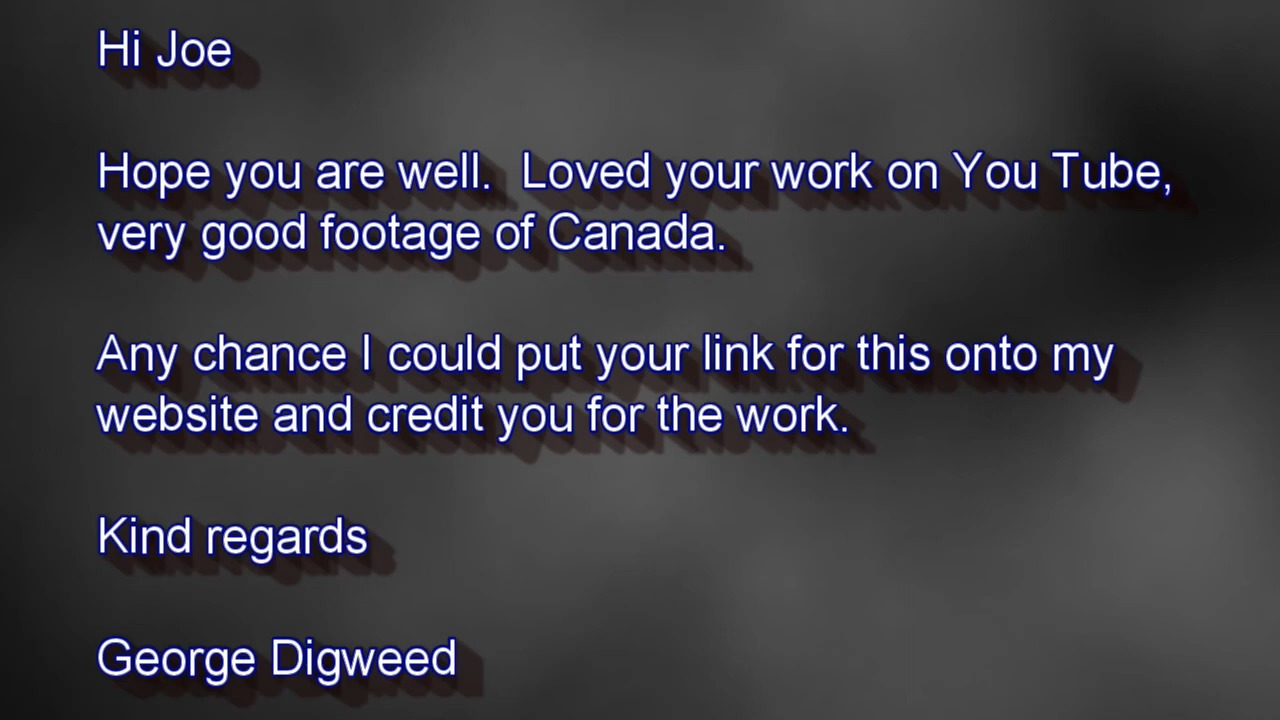 Hi Joe
Hope you are well.  Loved your work on You Tube,
very good footage of Canada.
Any chance I could put your link for this onto my
website and credit you for the work.
Kind regards
George Digweed